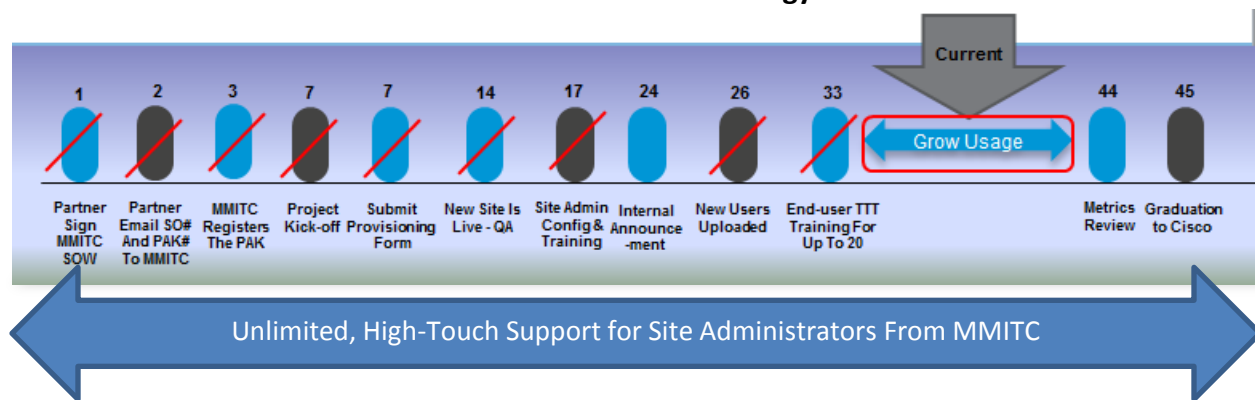 gy
Current
1 2 3 7 7 14 17 24 26 33 44 45
Grow Usage
Partner
Sign
MMITC
SOW
Partner
Email SO#
And PAK#
To MMITC
MMITC
Registers
The PAK
Project
Kick-off
Submit
Provisioning
Form
New Site Is
Live - QA
Site Admin
Config &
Training
Internal
Announce
-ment
New Users
Uploaded
End-user TTT
Training For
Up To 20
Metrics
Review
Graduation
to Cisco
Unlimited, High-Touch Support for Site Administrators From MMITC